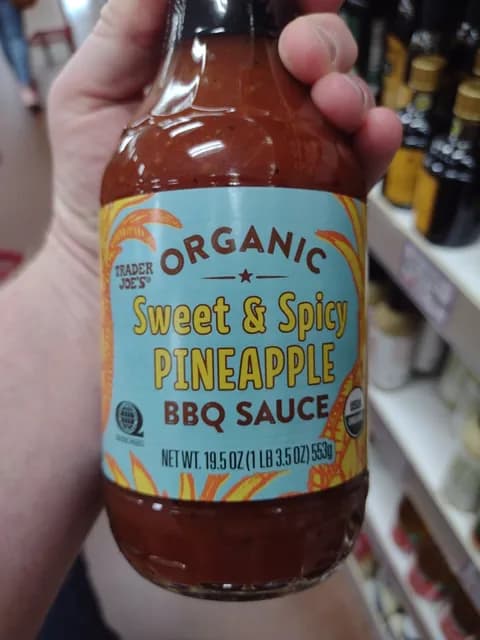 ORGANIC
TRADER
JOE'S
Sweet & Spicy
PINEAPPLE
BBQ SAUCE
USDA
NET WT. 19.5 OZ (1 LB 3.5 OZ) 553g